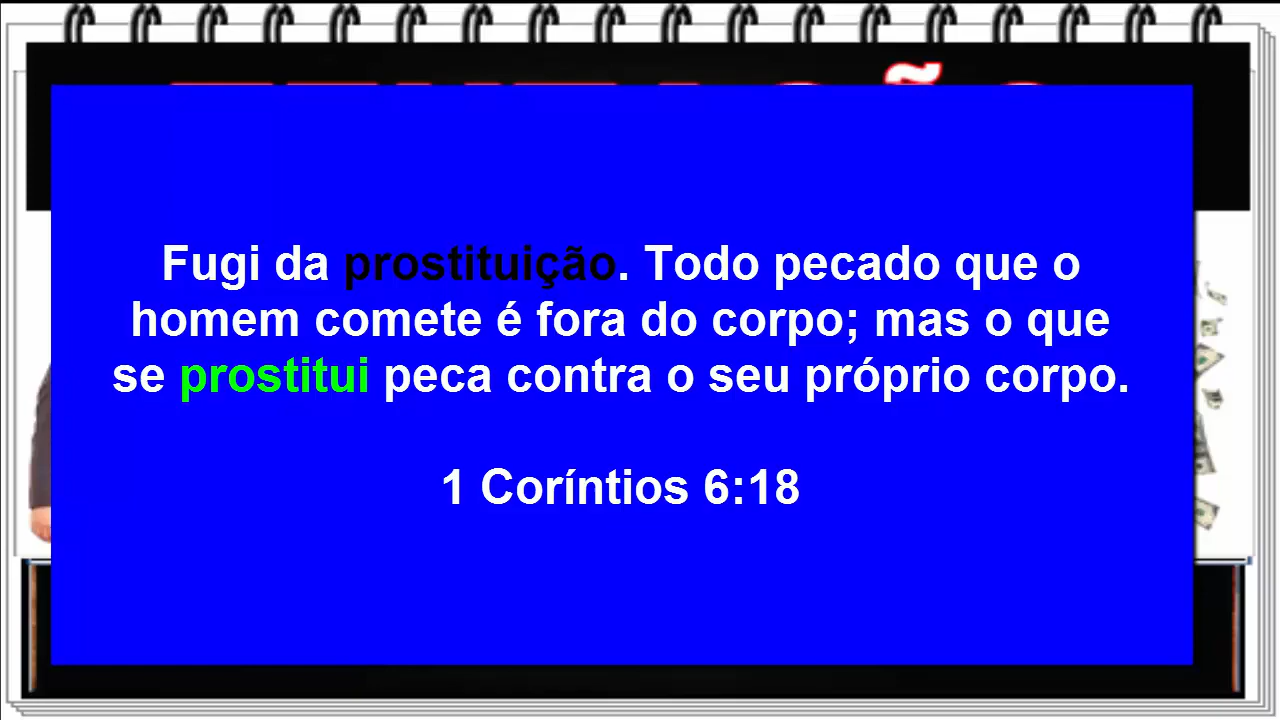 Fugi da prostituição. Todo pecado que o
homem comete é fora do corpo; mas o que
se prostitui peca contra o seu próprio corpo.
1 Coríntios 6:18